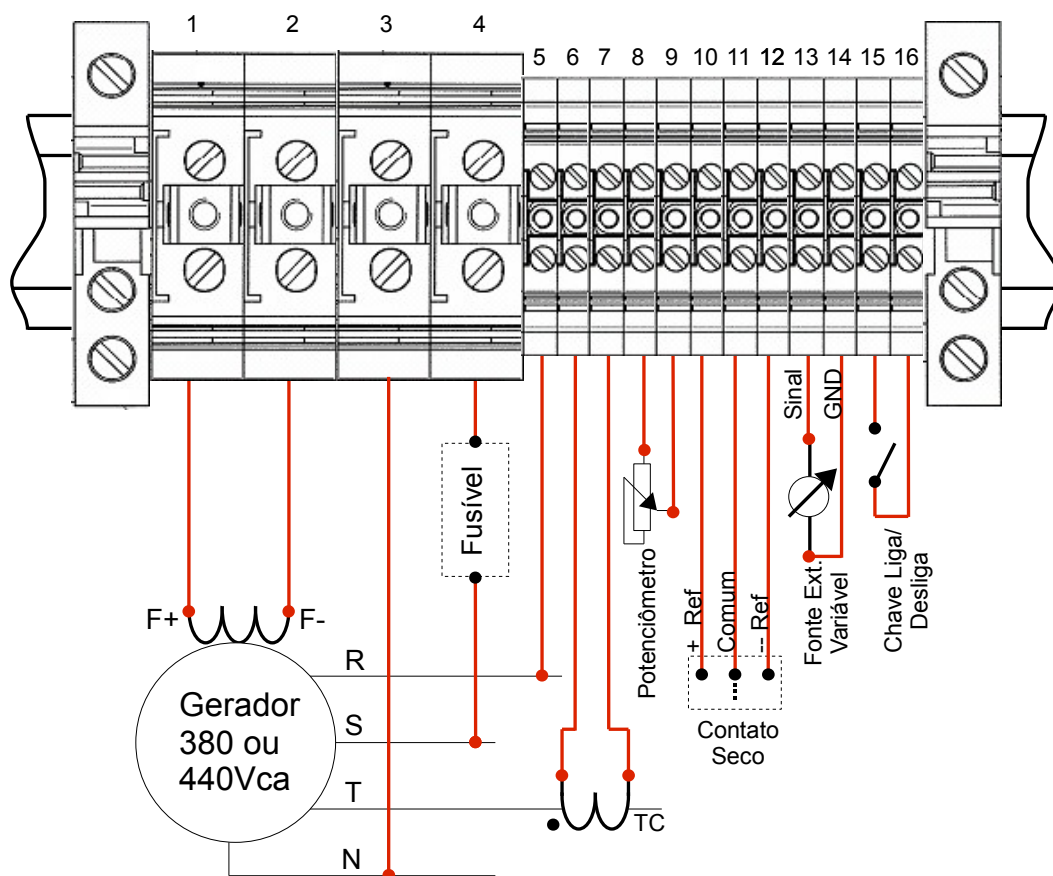 1 2 3 4
5 6 7 8 9 10 11 12 13 14 15 16
Sinal
GND
Fusível
Potenciômetro
+ Ref
Comum
-- Ref
Fonte Ext.
Variável
Chave Liga/
Desliga
F+
F-
R
S
T
N
Gerador
380 ou
440Vca
Contato
Seco
TC